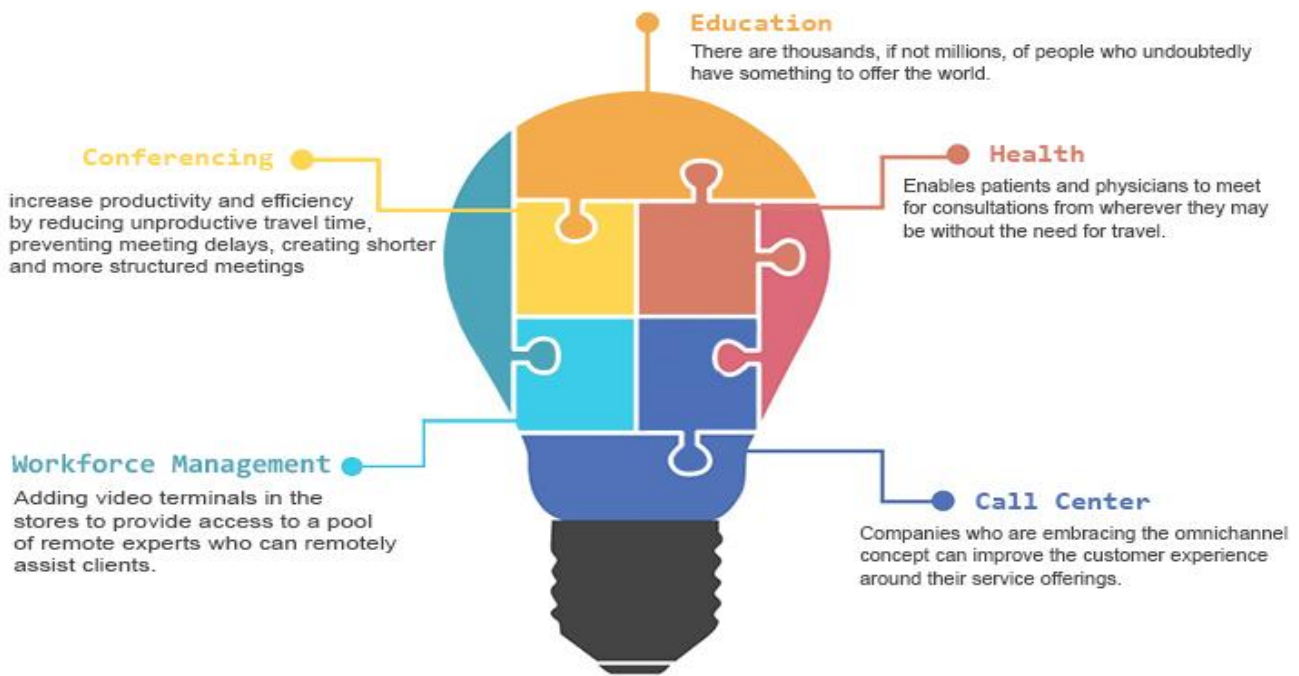 Education
There are thousands, if not millions, of people who undoubtedly
have something to offer the world.
Conferencing
increase productivity and efficiency
by reducing unproductive travel time,
preventing meeting delays, creating shorter
and more structured meetings
Health
Enables patients and physicians to meet
for consultations from wherever they may
be without the need for travel.
Workforce Management
Adding video terminals in the
stores to provide access to a pool
of remote experts who can remotely
assist clients.
Call Center
Companies who are embracing the omnichannel
concept can improve the customer experience
around their service offerings.